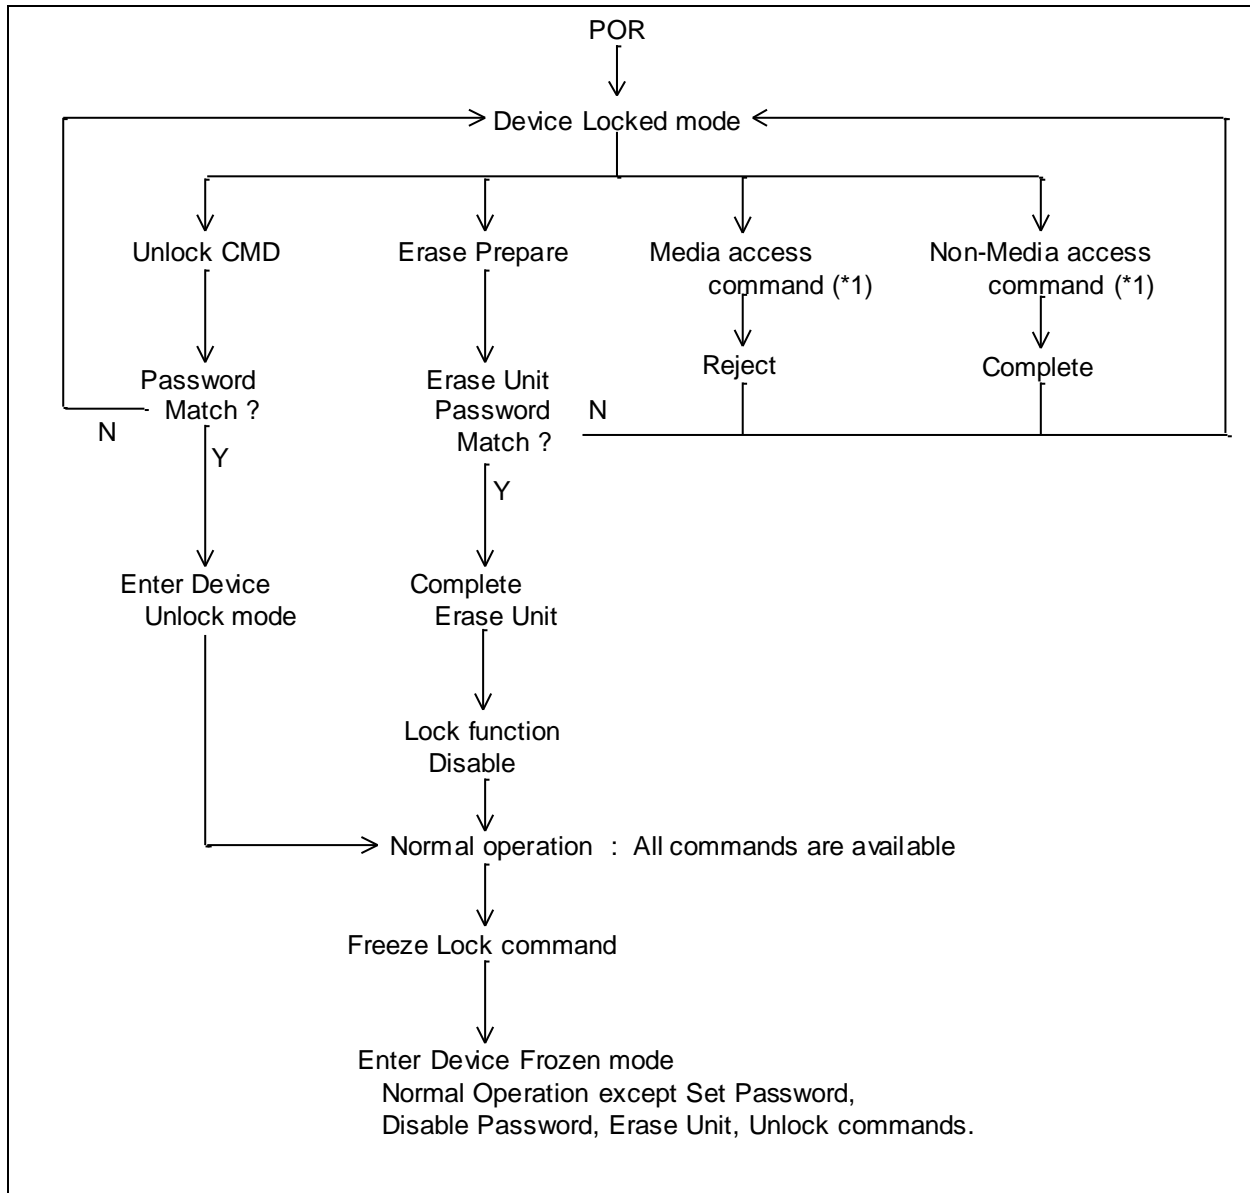 POR
Device Locked mode
Unlock CMD
Erase Prepare
Media access
command (*1)
Non-Media access
command (*1)
Password
Match ?
N
Y
Erase Unit
Password
Match ?
N
Y
Reject
Complete
Enter Device
Unlock mode
Complete
Erase Unit
Lock function
Disable
Normal operation : All commands are available
Freeze Lock command
Enter Device Frozen mode
Normal Operation except Set Password,
Disable Password, Erase Unit, Unlock commands.